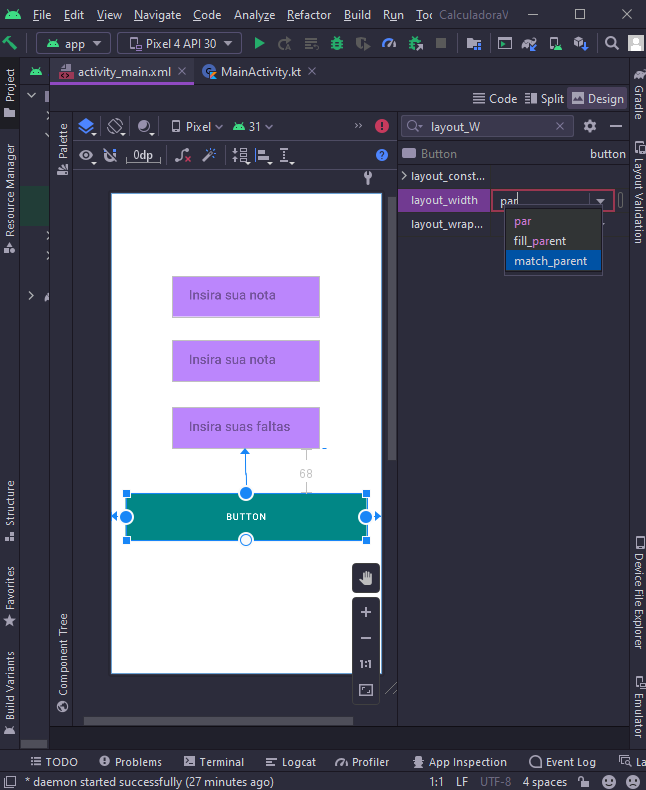 File Edit View Navigate Code Analyze Refactor Build Run CalculadoraV
app Pixel 4 API 30
activity_main.xml MainActivity.kt
Code Split Design
Pixel 31
0dp
layout_W
Button button
layout_const...
layout_width par
layout_wrap...
par
fill_parent
match_parent
Insira sua nota
Insira sua nota
Insira suas faltas
68
BUTTON
1:1
Project
Resource Manager
Structure
Favorites
Build Variants
Palette
Component Tree
Gradle
Layout Validation
Device File Explorer
Emulator
TODO Problems Terminal Logcat Profiler App Inspection Event Log La
* daemon started successfully (27 minutes ago) 1:1 LF UTF-8 4 spaces